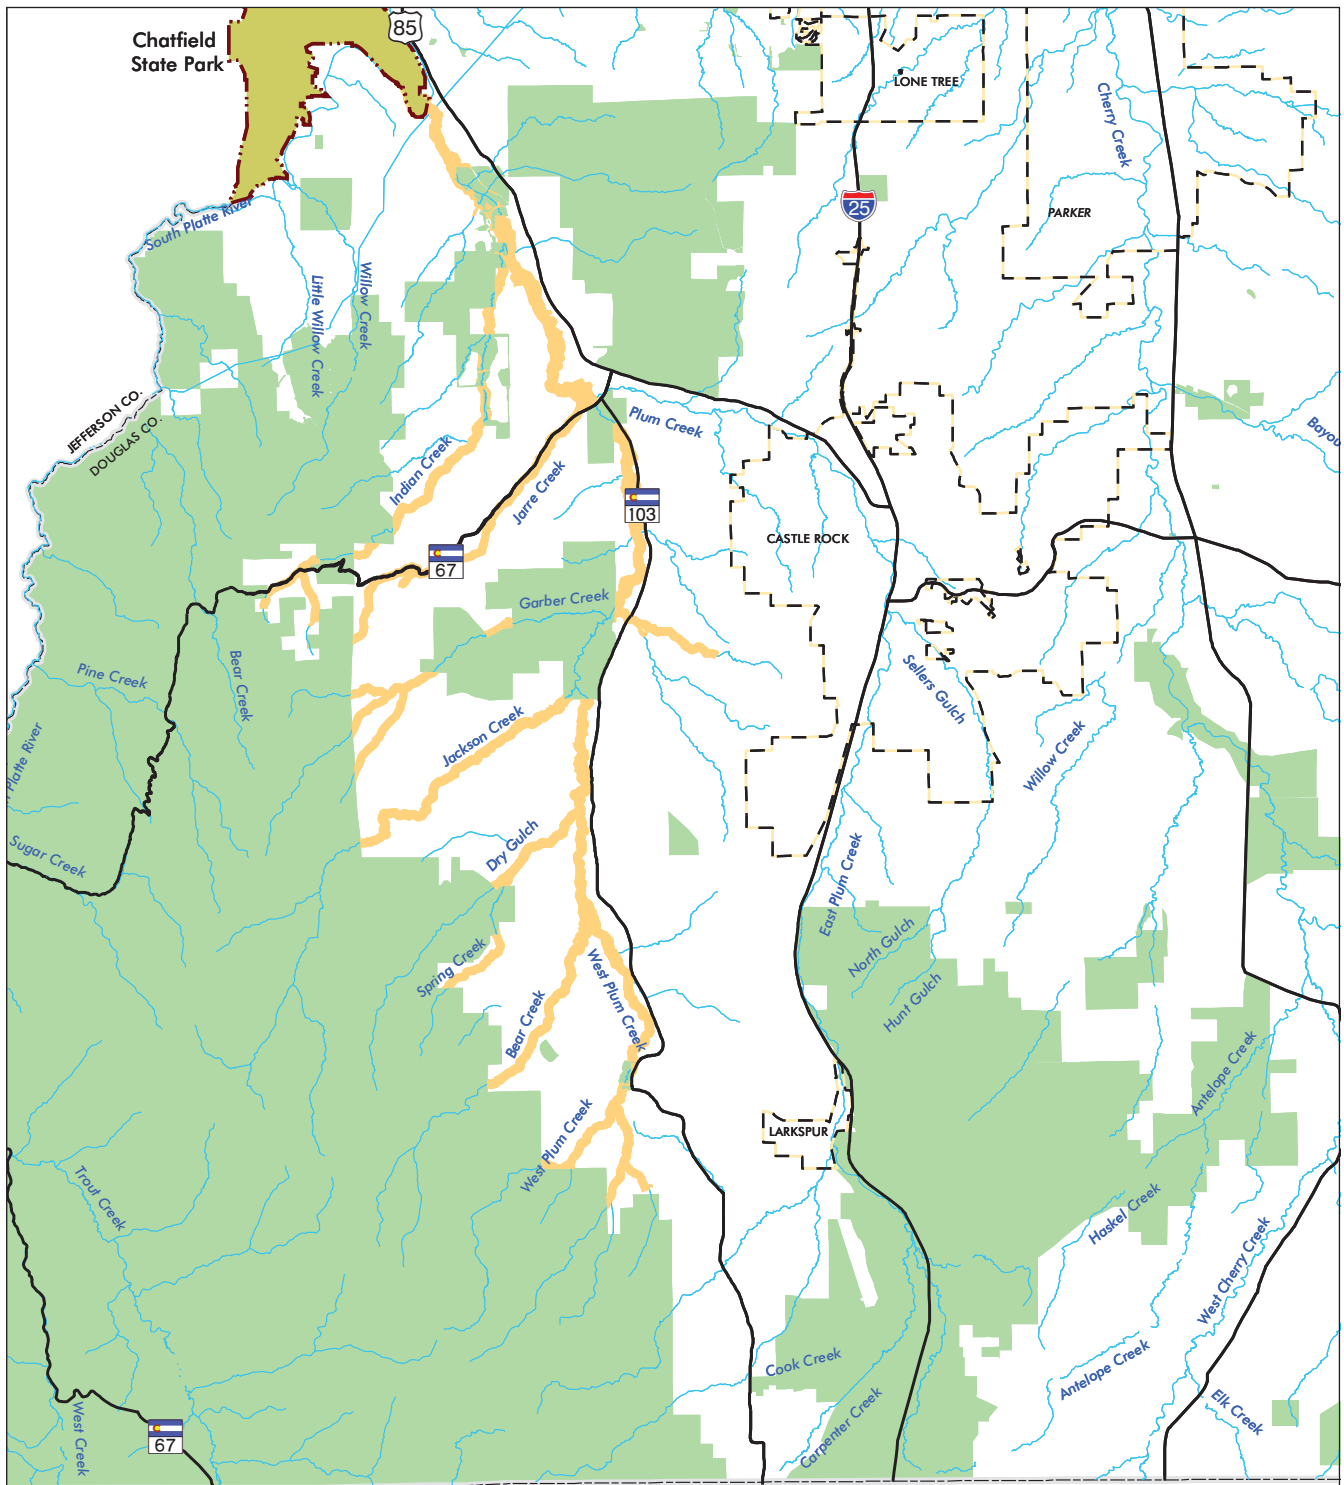 85
Chatfield
State Park
LONE TREE
Cherry Creek
25
PARKER
South Platte River
Little Willow Creek
Willow Creek
JEFFERSON CO.
DOUGLAS CO.
Plum Creek
Bayou
Indian Creek
Jarre Creek
103
CASTLE ROCK
67
Garber Creek
Pine Creek
Bear Creek
Sellers Gulch
Jackson Creek
Willow Creek
Platte River
Sugar Creek
Dry Gulch
East Plum Creek
North Gulch
Spring Creek
West Plum Creek
Hunt Gulch
Bear Creek
Antelope Creek
West Plum Creek
LARKSPUR
Trout Creek
Haskel Creek
West Cherry Creek
Cook Creek
Antelope Creek
Carpenter Creek
Elk Creek
West Creek
67